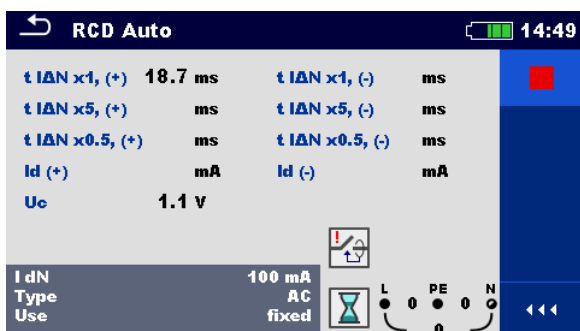 RCD Auto 14:49
t IΔN x1, (+) 18.7 ms t IΔN x1, (-) ms
t IΔN x5, (+) ms t IΔN x5, (-) ms
t IΔN x0.5, (+) ms t IΔN x0.5, (-) ms
Id (+) mA Id (-) mA
Uc 1.1 V
I dN 100 mA
Type AC
Use fixed
L PE N
0 0
0